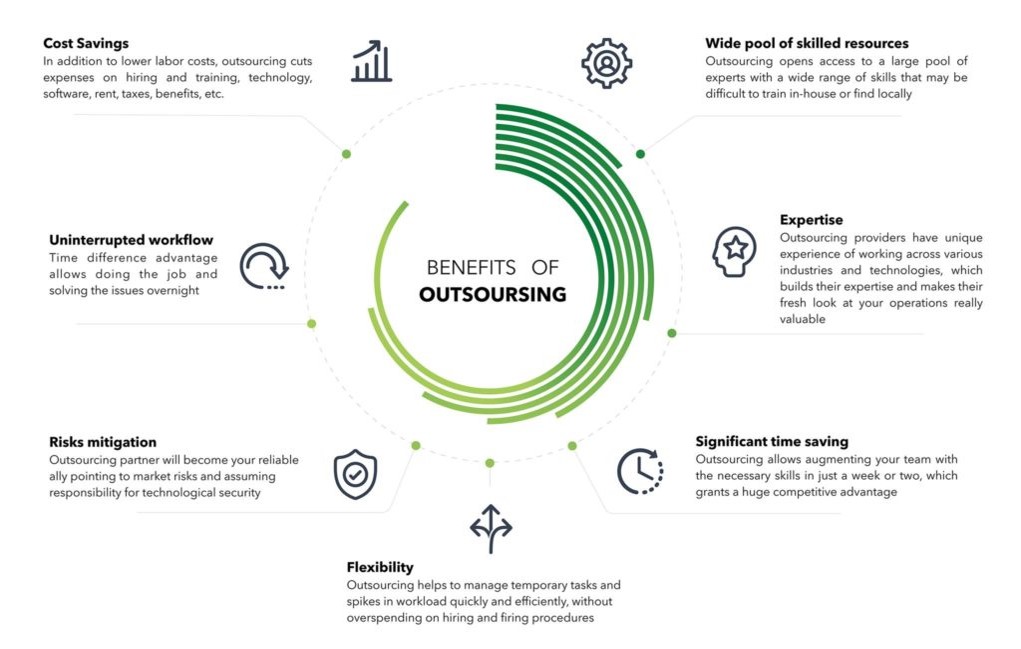 Cost Savings
In addition to lower labor costs, outsourcing cuts
expenses on hiring and training, technology,
software, rent, taxes, benefits, etc.
Wide pool of skilled resources
Outsourcing opens access to a large pool of
experts with a wide range of skills that may be
difficult to train in-house or find locally
Uninterrupted workflow
Time difference advantage
allows doing the job and
solving the issues overnight
BENEFITS OF
OUTSOURSING
Expertise
Outsourcing providers have unique
experience of working across various
industries and technologies, which
builds their expertise and makes their
fresh look at your operations really
valuable
Risks mitigation
Outsourcing partner will become your reliable
ally pointing to market risks and assuming
responsibility for technological security
Significant time saving
Outsourcing allows augmenting your team with
the necessary skills in just a week or two, which
grants a huge competitive advantage
Flexibility
Outsourcing helps to manage temporary tasks and
spikes in workload quickly and efficiently, without
overspending on hiring and firing procedures